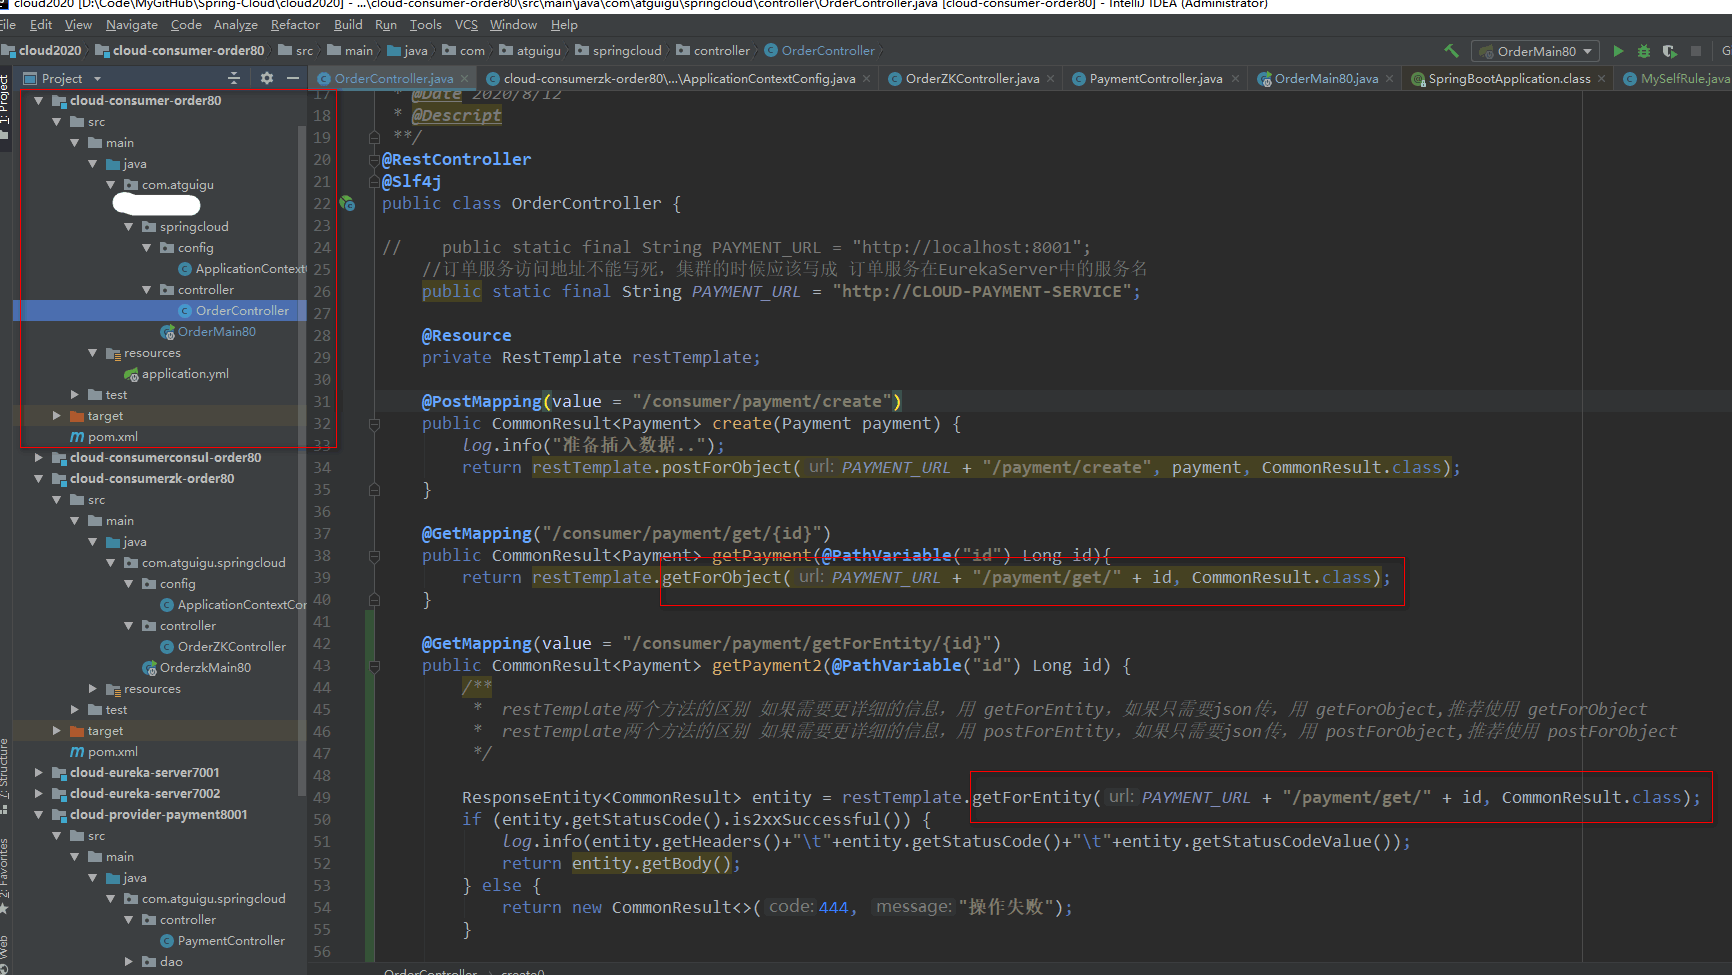 cloud2020 [D:\Code\MyGitHub\Spring-Cloud\cloud2020] - ...\cloud-consumer-order80\src\main\java\com\atguigu\springcloud\controller\OrderController.java [cloud-consumer-order80] - IntelliJ IDEA (Administrator)
File Edit View Navigate Code Analyze Refactor Build Run Tools VCS Window Help
cloud2020 cloud-consumer-order80 src main java com atguigu springcloud controller OrderController OrderMain80
Project OrderController.java cloud-consumerzk-order80\...\ApplicationContextConfig.java OrderZKController.java PaymentController.java OrderMain80.java SpringBootApplication.class MySelfRule.java
1: Project
cloud-consumer-order80
src
main
java
com.atguigu
springcloud
config
ApplicationContext
controller
OrderController
OrderMain80
resources
application.yml
test
target
pom.xml
cloud-consumerconsul-order80
cloud-consumerzk-order80
src
main
java
com.atguigu.springcloud
config
ApplicationContextCon
controller
OrderZKController
OrderzkMain80
resources
test
target
pom.xml
cloud-eureka-server7001
cloud-eureka-server7002
cloud-provider-payment8001
src
main
java
com.atguigu.springcloud
controller
PaymentController
dao
7: Structure
2: Favorites
Web
17 * @Date 2020/8/12
18 * @Descript
19 **/
20 @RestController
21 @Slf4j
22 public class OrderController {
23
24 //    public static final String PAYMENT_URL = "http://localhost:8001";
25 //订单服务访问地址不能写死，集群的时候应该写成 订单服务在EurekaServer中的服务名
26 public static final String PAYMENT_URL = "http://CLOUD-PAYMENT-SERVICE";
27
28 @Resource
29 private RestTemplate restTemplate;
30
31 @PostMapping(value = "/consumer/payment/create")
32 public CommonResult<Payment> create(Payment payment) {
33 log.info("准备插入数据..");
34 return restTemplate.postForObject( url: PAYMENT_URL + "/payment/create", payment, CommonResult.class);
35 }
36
37 @GetMapping("/consumer/payment/get/{id}")
38 public CommonResult<Payment> getPayment(@PathVariable("id") Long id){
39 return restTemplate.getForObject( url: PAYMENT_URL + "/payment/get/" + id, CommonResult.class);
40 }
41
42 @GetMapping(value = "/consumer/payment/getForEntity/{id}")
43 public CommonResult<Payment> getPayment2(@PathVariable("id") Long id) {
44 /**
45 * restTemplate两个方法的区别 如果需要更详细的信息，用 getForEntity，如果只需要json传，用 getForObject,推荐使用 getForObject
46 * restTemplate两个方法的区别 如果需要更详细的信息，用 postForEntity，如果只需要json传，用 postForObject,推荐使用 postForObject
47 */
48
49 ResponseEntity<CommonResult> entity = restTemplate.getForEntity( url: PAYMENT_URL + "/payment/get/" + id, CommonResult.class);
50 if (entity.getStatusCode().is2xxSuccessful()) {
51 log.info(entity.getHeaders()+"\t"+entity.getStatusCode()+"\t"+entity.getStatusCodeValue());
52 return entity.getBody();
53 } else {
54 return new CommonResult<>( code: 444, message: "操作失败");
55 }
56
OrderController › create()